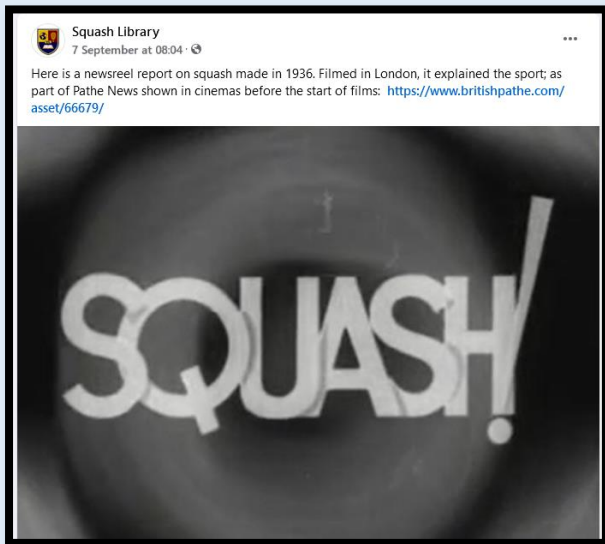 Squash Library
7 September at 08:04 ·
Here is a newsreel report on squash made in 1936. Filmed in London, it explained the sport; as
part of Pathe News shown in cinemas before the start of films: https://www.britishpathe.com/
asset/66679/
SQUASH!